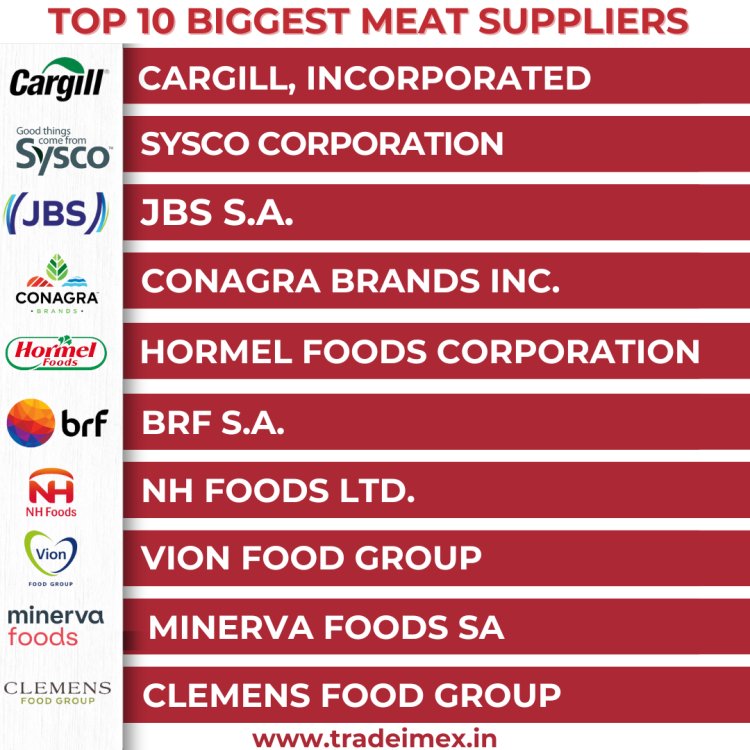 TOP 10 BIGGEST MEAT SUPPLIERS
Cargill®
CARGILL, INCORPORATED
Good things
come from
Sysco™
SYSCO CORPORATION
JBS
JBS S.A.
CONAGRA
• BRANDS •
CONAGRA BRANDS INC.
Hormel
Foods
HORMEL FOODS CORPORATION
brf
BRF S.A.
NH
NH Foods
NH FOODS LTD.
Vion
FOOD GROUP
VION FOOD GROUP
minerva
foods
MINERVA FOODS SA
CLEMENS
FOOD GROUP
CLEMENS FOOD GROUP
www.tradeimex.in